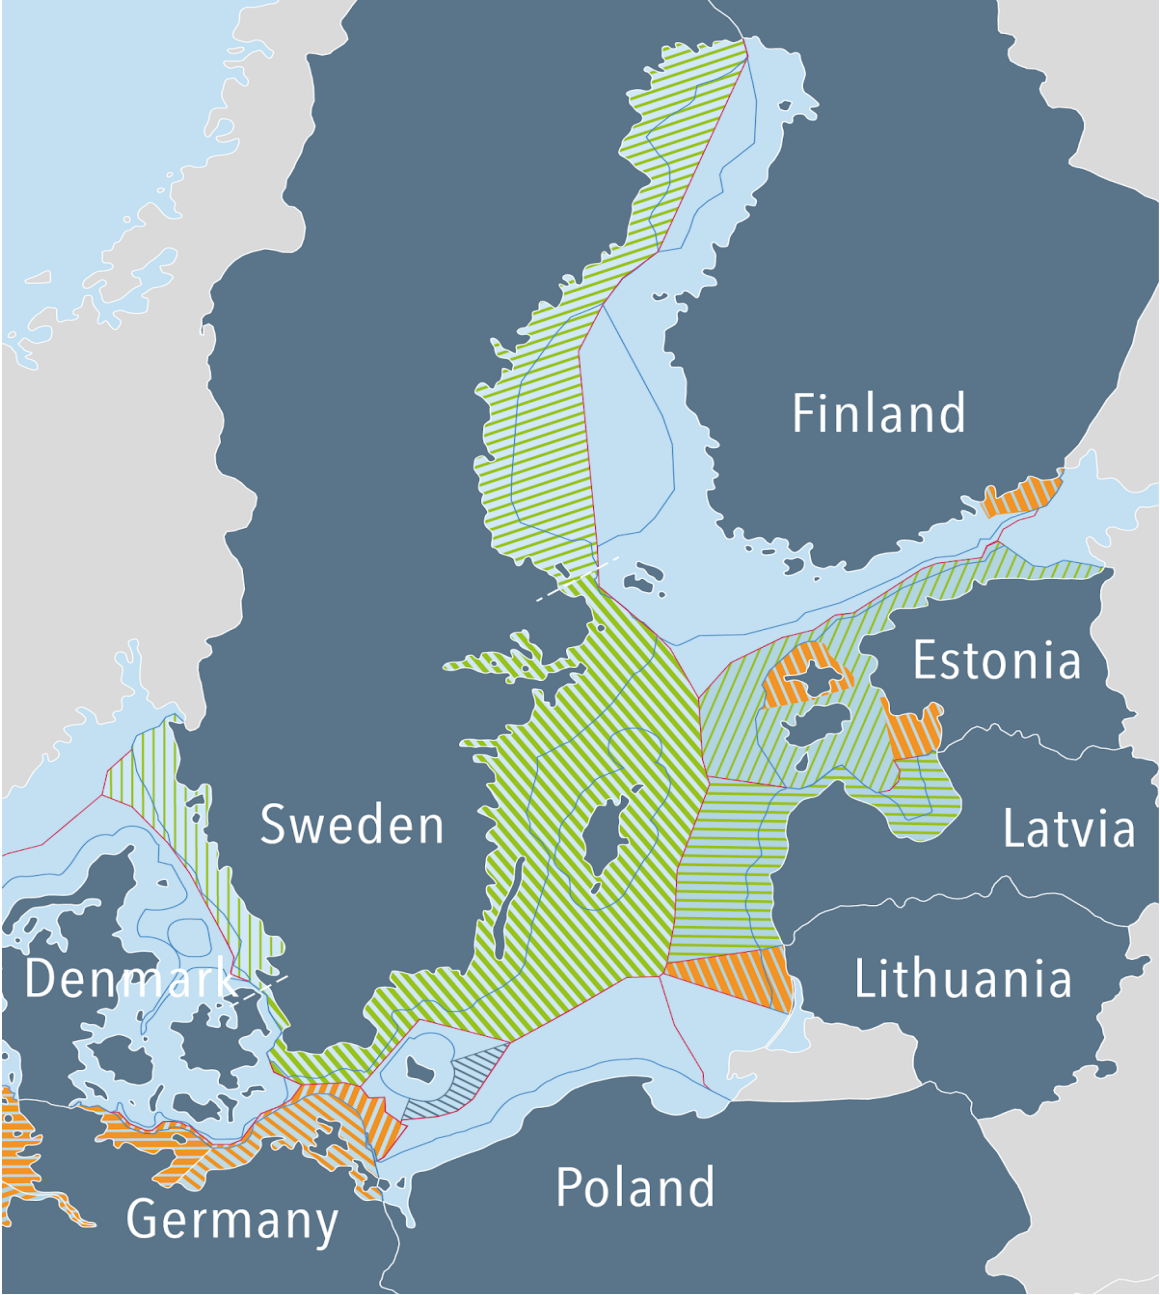 Finland
Estonia
Sweden
Latvia
Denmark
Lithuania
Poland
Germany